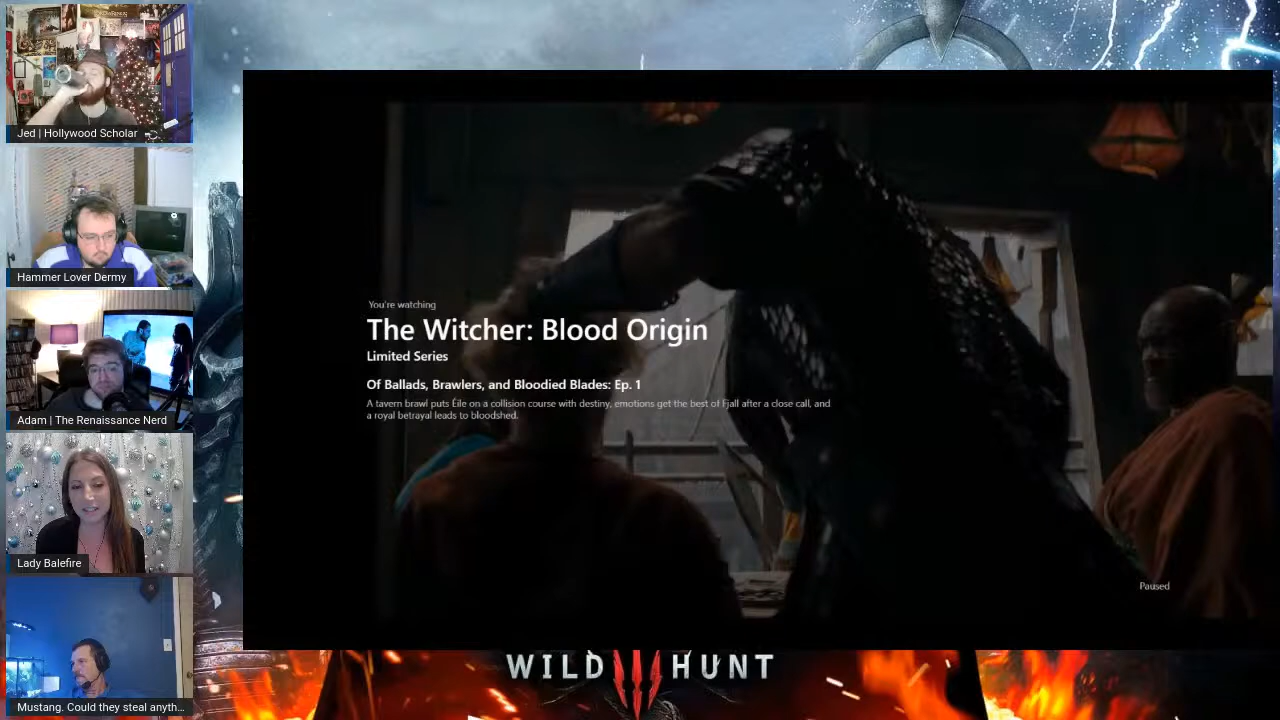 Jed | Hollywood Scholar
Hammer Lover Dermy
Adam | The Renaissance Nerd
Lady Balefire
Mustang. Could they steal anyth...
You're watching
The Witcher: Blood Origin
Limited Series
Of Ballads, Brawlers, and Bloodied Blades: Ep. 1
A tavern brawl puts Éile on a collision course with destiny, emotions get the best of Fjall after a close call, and
a royal betrayal leads to bloodshed.
Paused
WILD HUNT